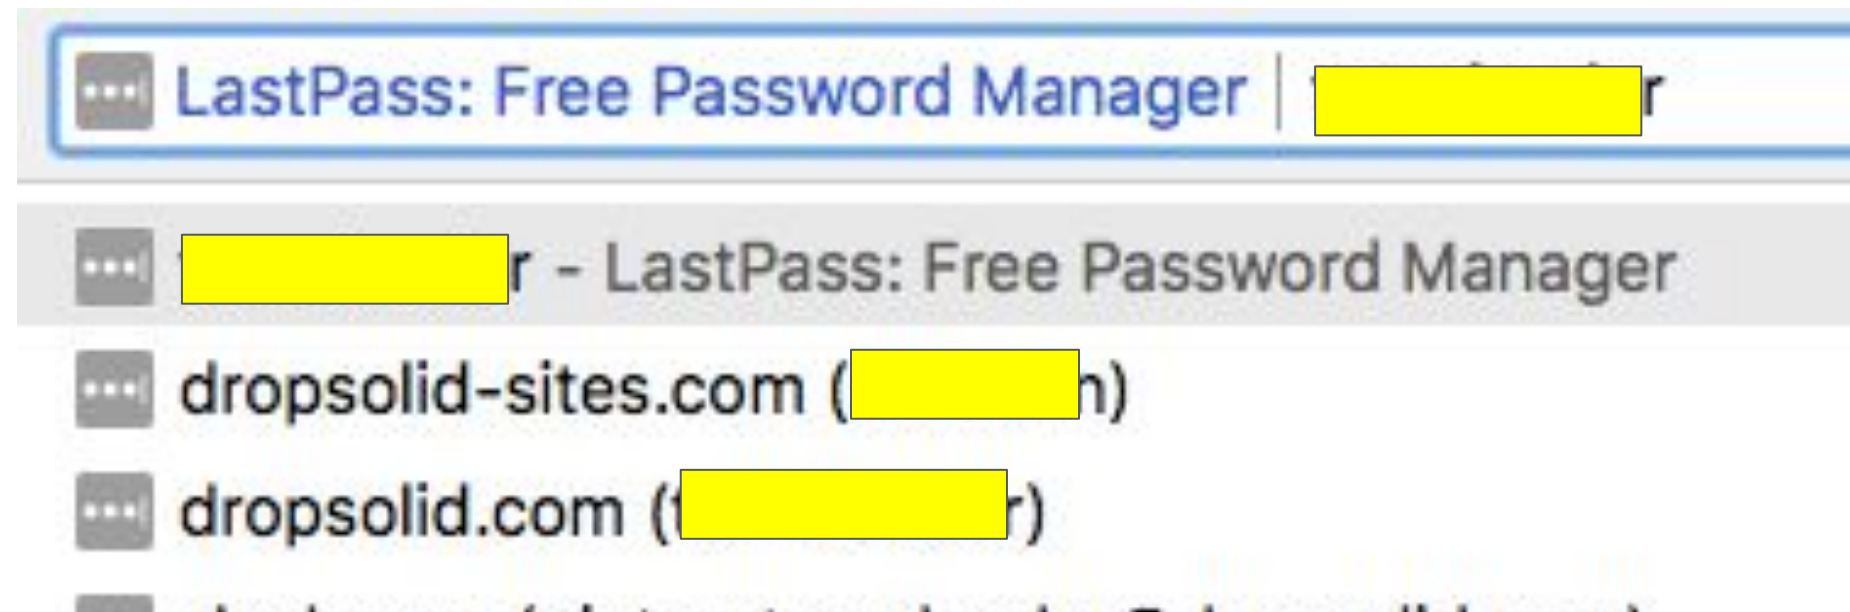 LastPass: Free Password Manager | r
r - LastPass: Free Password Manager
dropsolid-sites.com (n)
dropsolid.com (r)